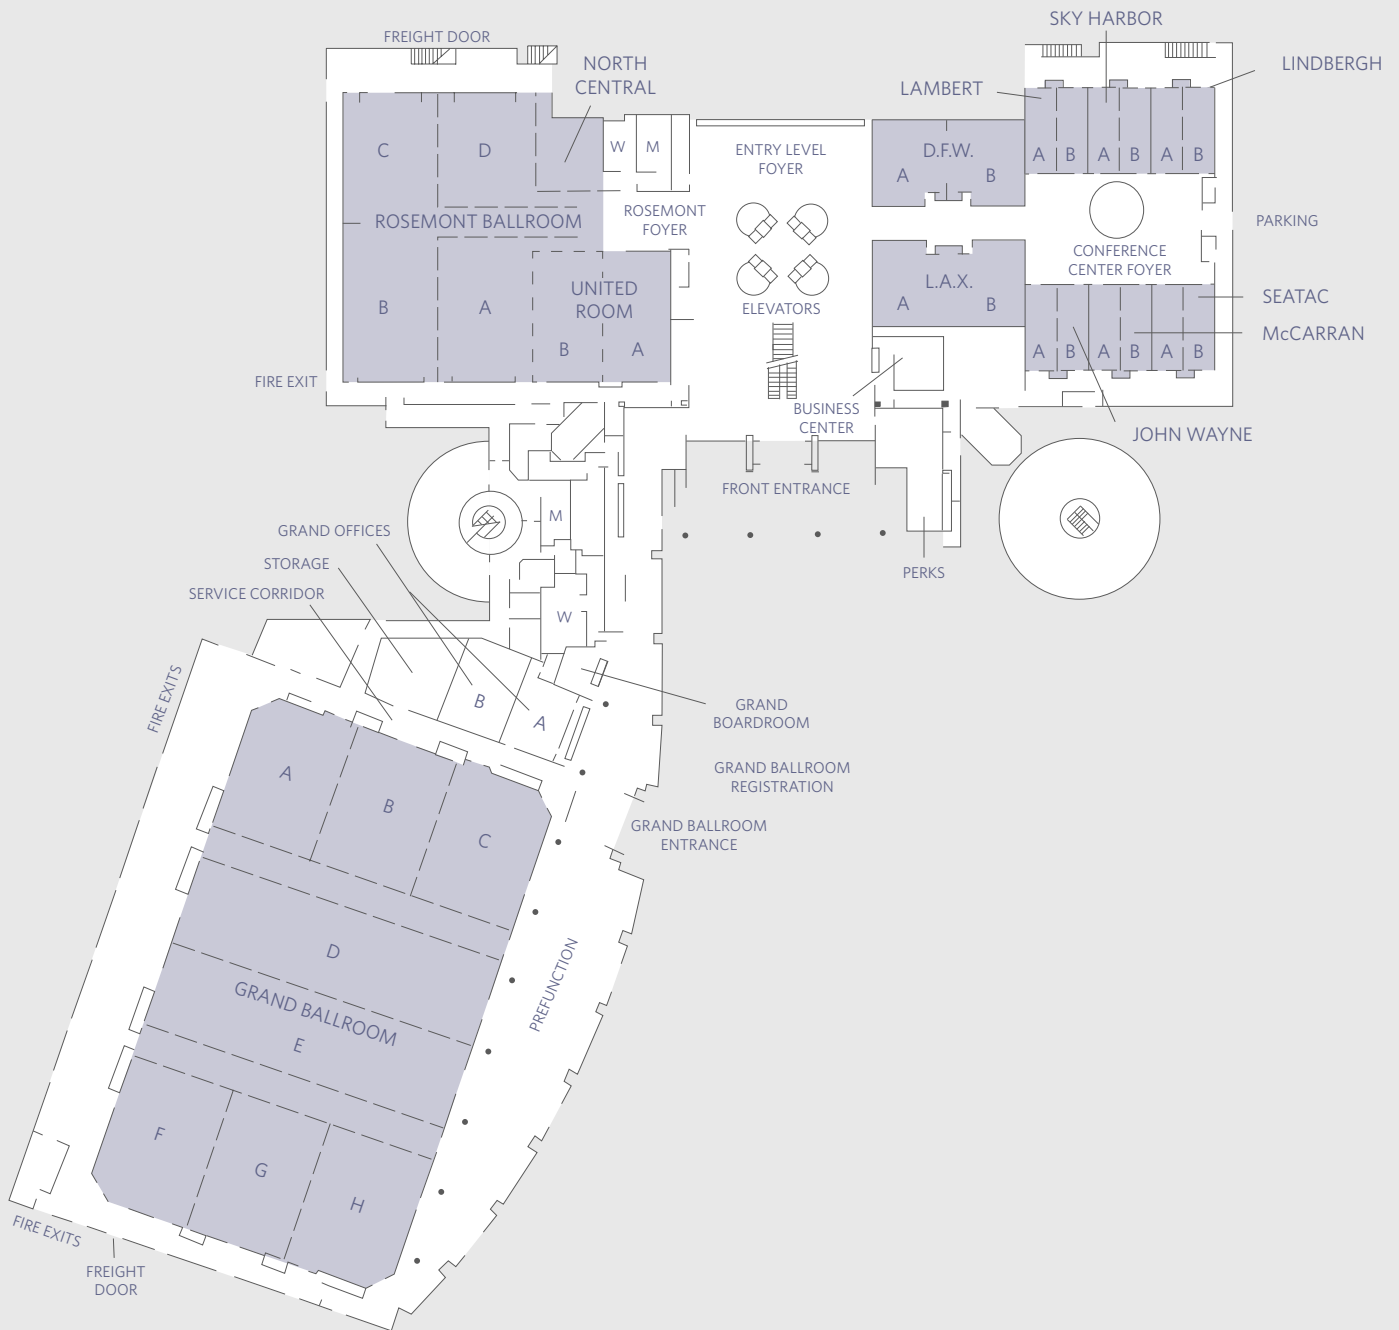 SKY HARBOR
FREIGHT DOOR
NORTH
CENTRAL
LINDBERGH
LAMBERT
C
D
W
M
ENTRY LEVEL
FOYER
D.F.W.
A
B
A
B
A
B
A
B
ROSEMONT BALLROOM
ROSEMONT
FOYER
PARKING
CONFERENCE
CENTER FOYER
UNITED
ROOM
L.A.X.
A
B
SEATAC
B
A
ELEVATORS
McCARRAN
B
A
A
B
A
B
A
B
FIRE EXIT
BUSINESS
CENTER
JOHN WAYNE
FRONT ENTRANCE
M
GRAND OFFICES
STORAGE
PERKS
SERVICE CORRIDOR
W
FIRE EXITS
B
A
GRAND
BOARDROOM
A
B
C
GRAND BALLROOM
REGISTRATION
GRAND BALLROOM
ENTRANCE
D
GRAND BALLROOM
PREFUNCTION
E
F
G
H
FIRE EXITS
FREIGHT
DOOR